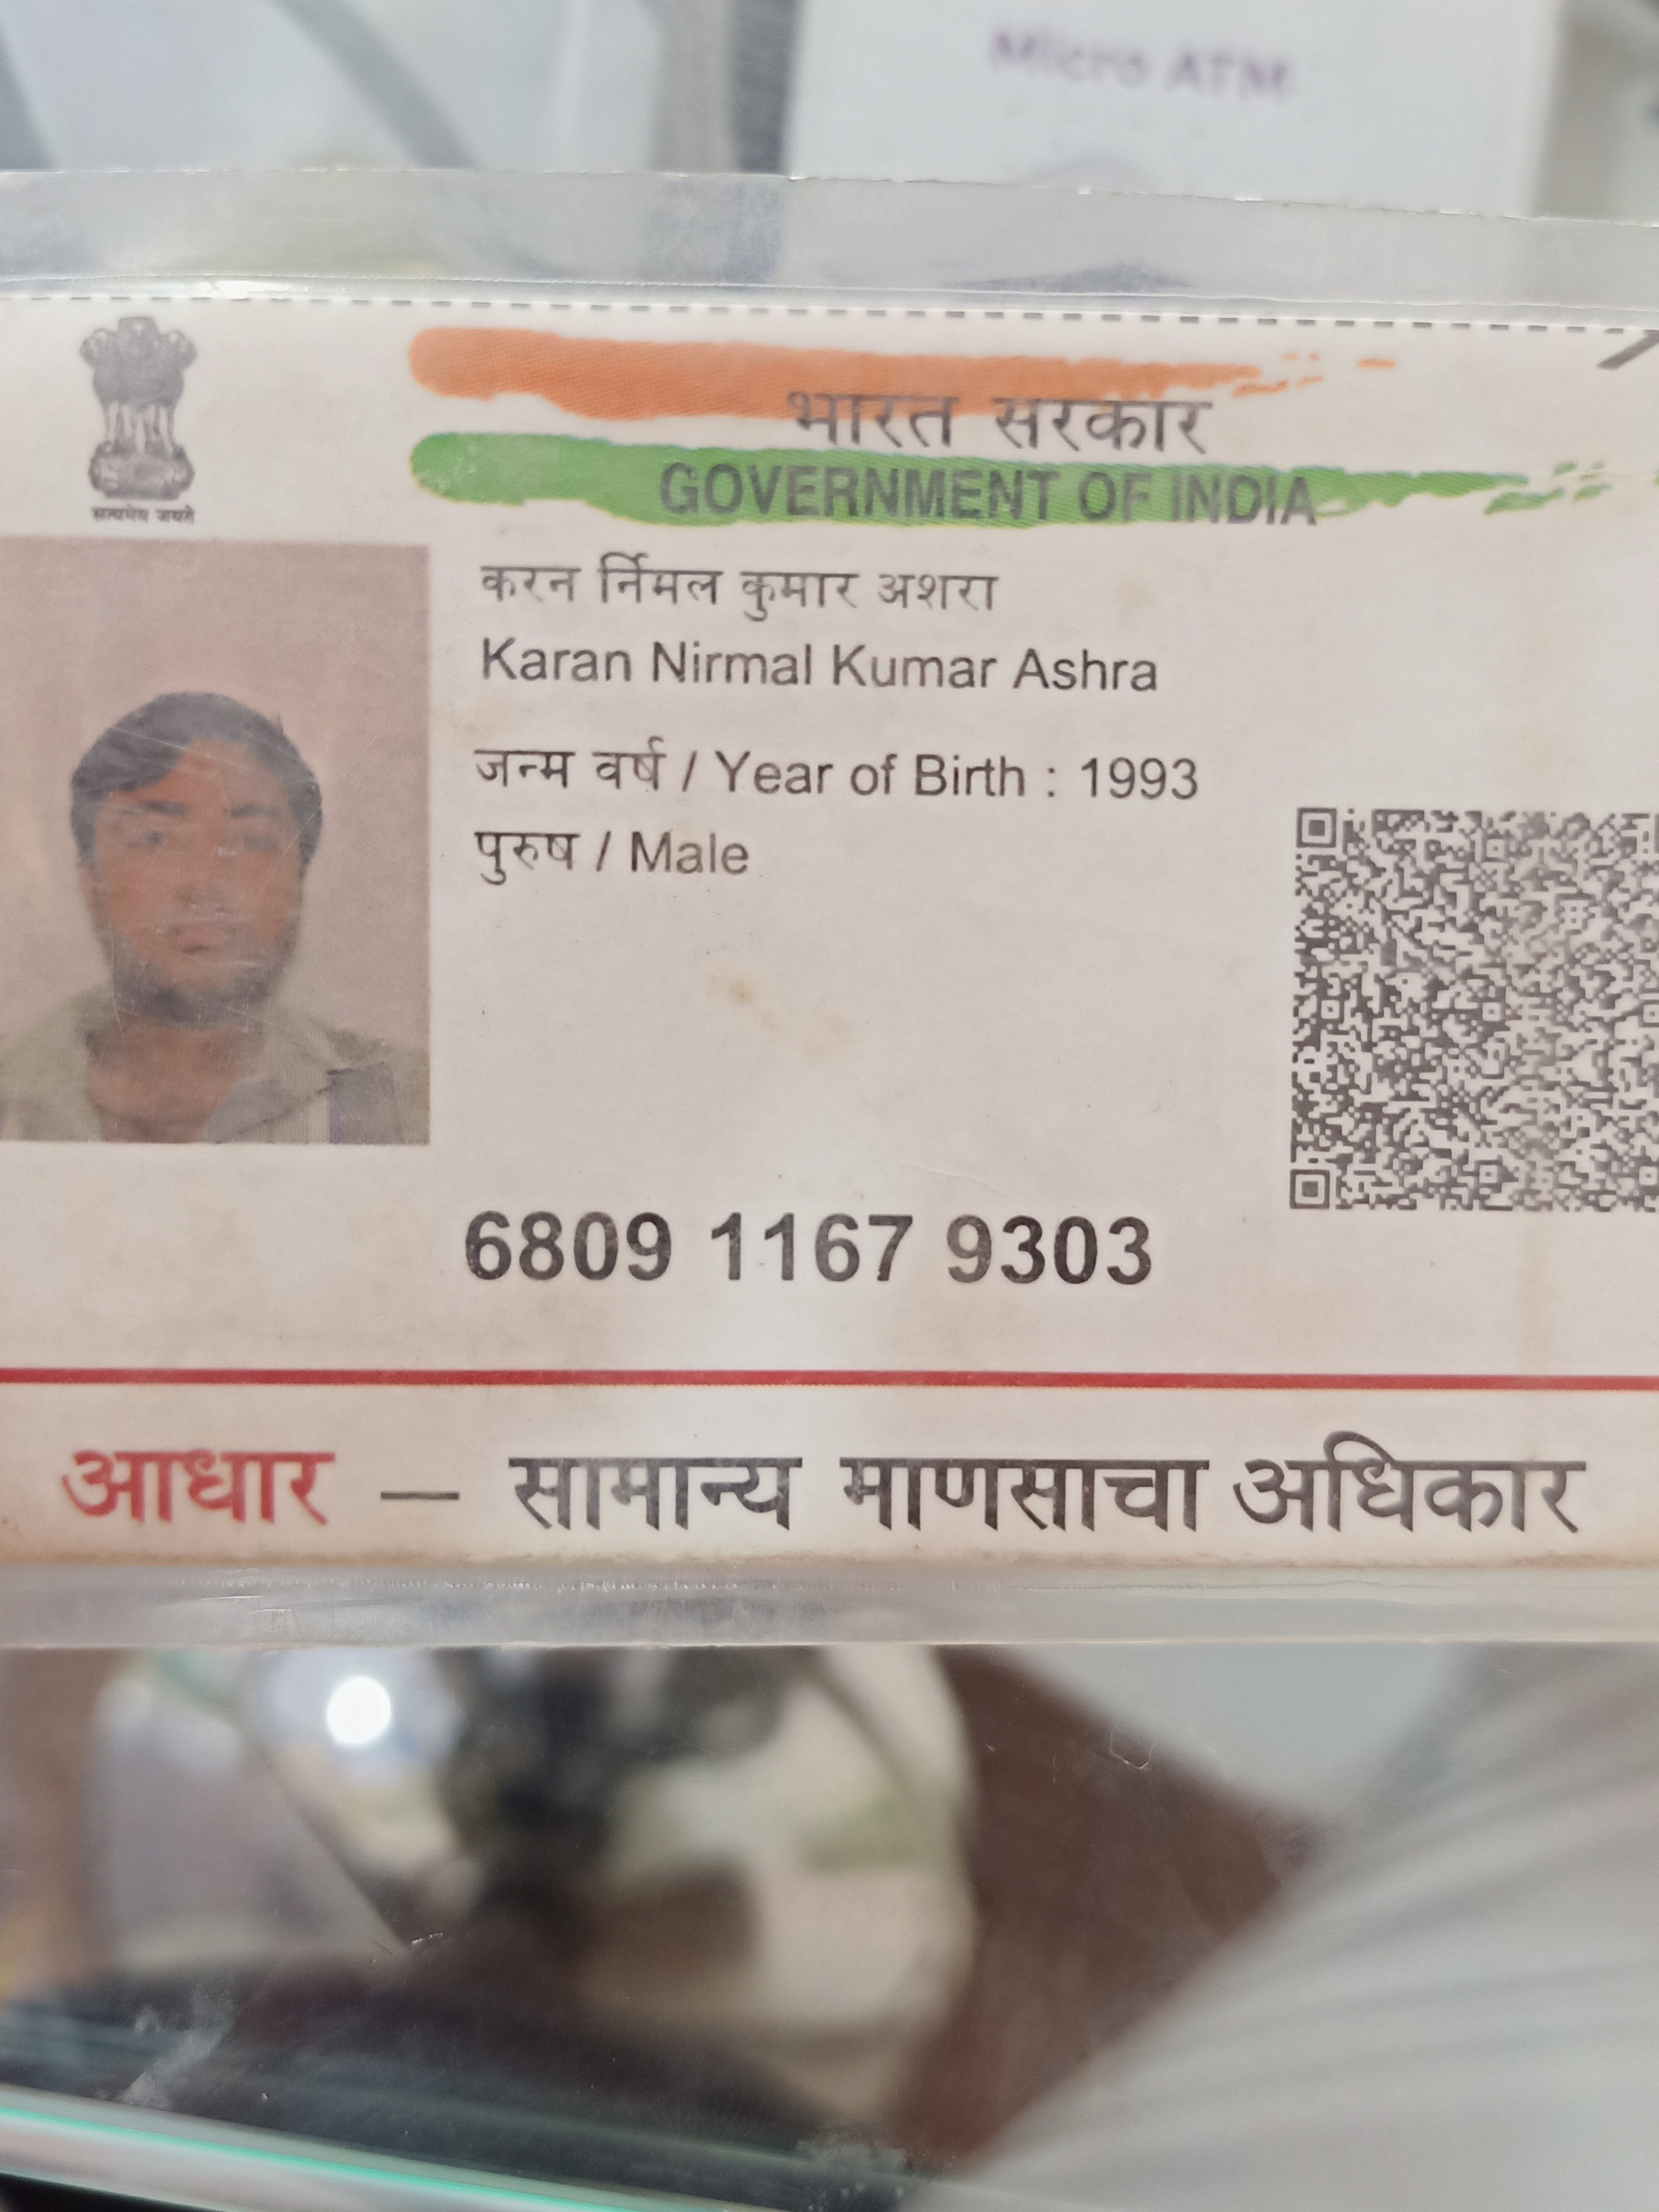 Micro ATM
सत्यमेव जयते
भारत सरकार
GOVERNMENT OF INDIA
करन र्निमल कुमार अशरा
Karan Nirmal Kumar Ashra
जन्म वर्ष / Year of Birth : 1993
पुरुष / Male
6809 1167 9303
आधार — सामान्य माणसाचा अधिकार